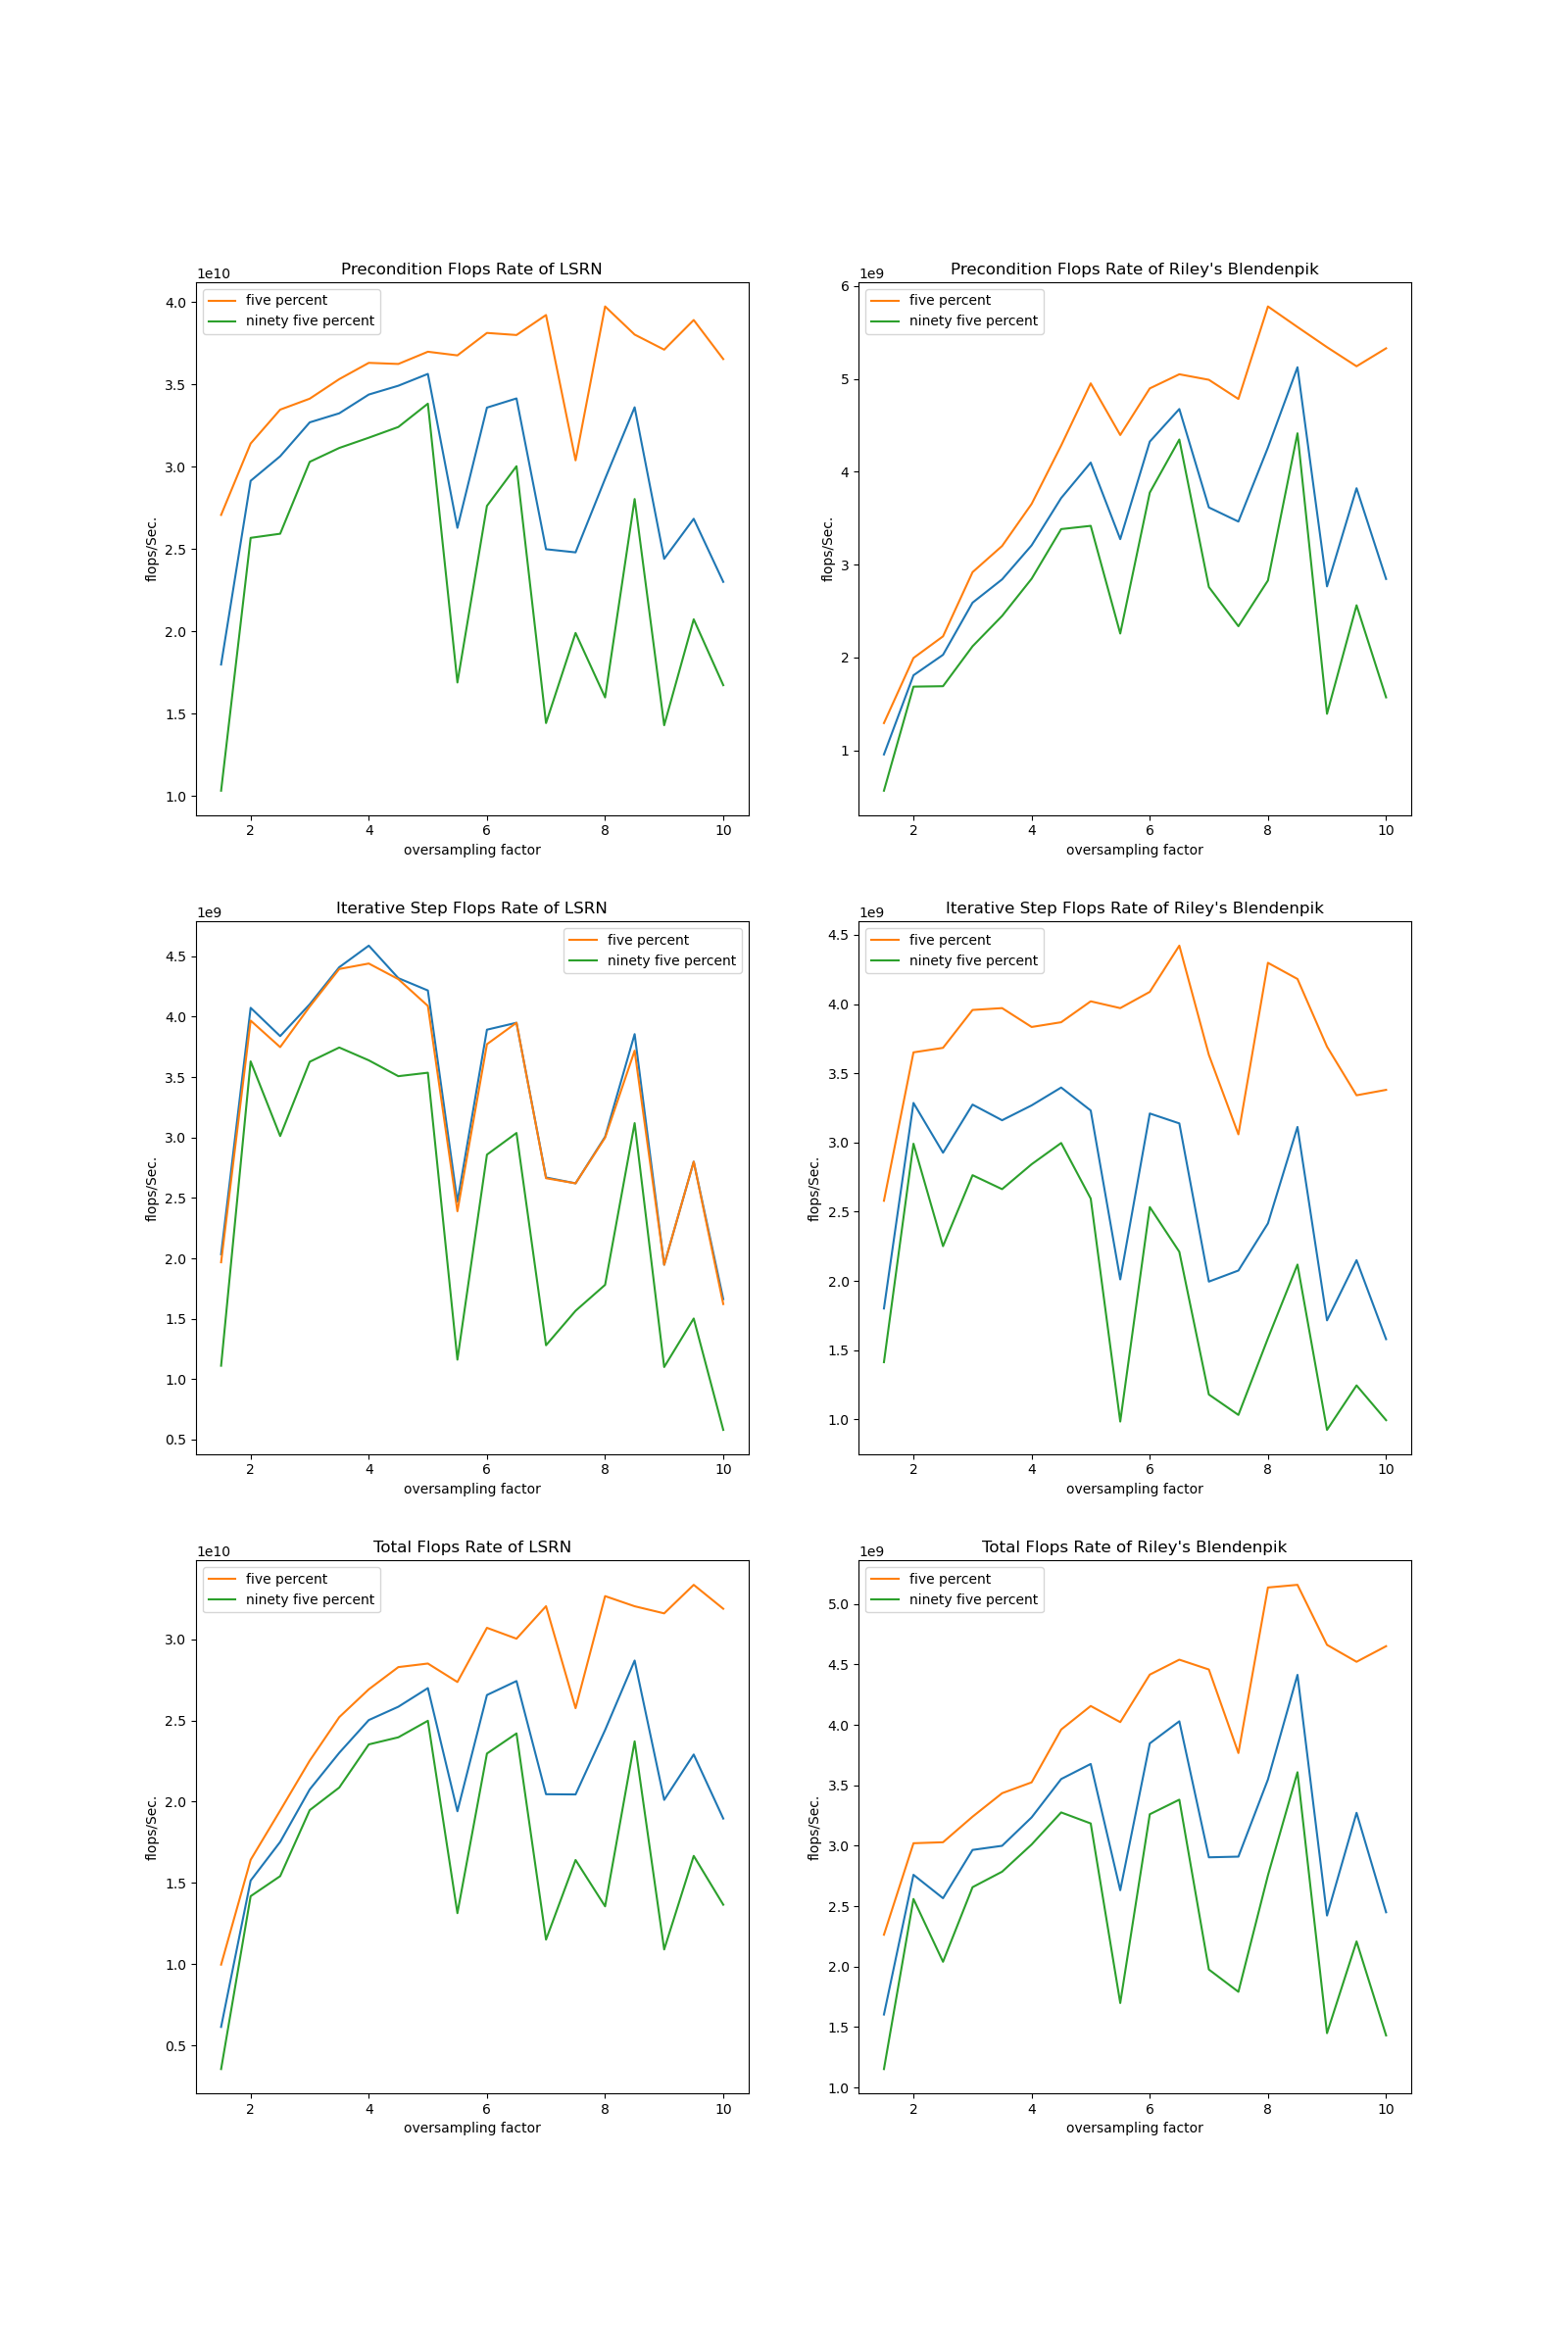 Precondition Flops Rate of LSRN
1e10
five percent
ninety five percent
4.0
3.5
3.0
2.5
2.0
1.5
1.0
flops/Sec.
2 4 6 8 10
oversampling factor
Precondition Flops Rate of Riley's Blendenpik
1e9
five percent
ninety five percent
6
5
4
3
2
1
flops/Sec.
2 4 6 8 10
oversampling factor
Iterative Step Flops Rate of LSRN
1e9
five percent
ninety five percent
4.5
4.0
3.5
3.0
2.5
2.0
1.5
1.0
0.5
flops/Sec.
2 4 6 8 10
oversampling factor
Iterative Step Flops Rate of Riley's Blendenpik
1e9
five percent
ninety five percent
4.5
4.0
3.5
3.0
2.5
2.0
1.5
1.0
flops/Sec.
2 4 6 8 10
oversampling factor
Total Flops Rate of LSRN
1e10
five percent
ninety five percent
3.0
2.5
2.0
1.5
1.0
0.5
flops/Sec.
2 4 6 8 10
oversampling factor
Total Flops Rate of Riley's Blendenpik
1e9
five percent
ninety five percent
5.0
4.5
4.0
3.5
3.0
2.5
2.0
1.5
1.0
flops/Sec.
2 4 6 8 10
oversampling factor